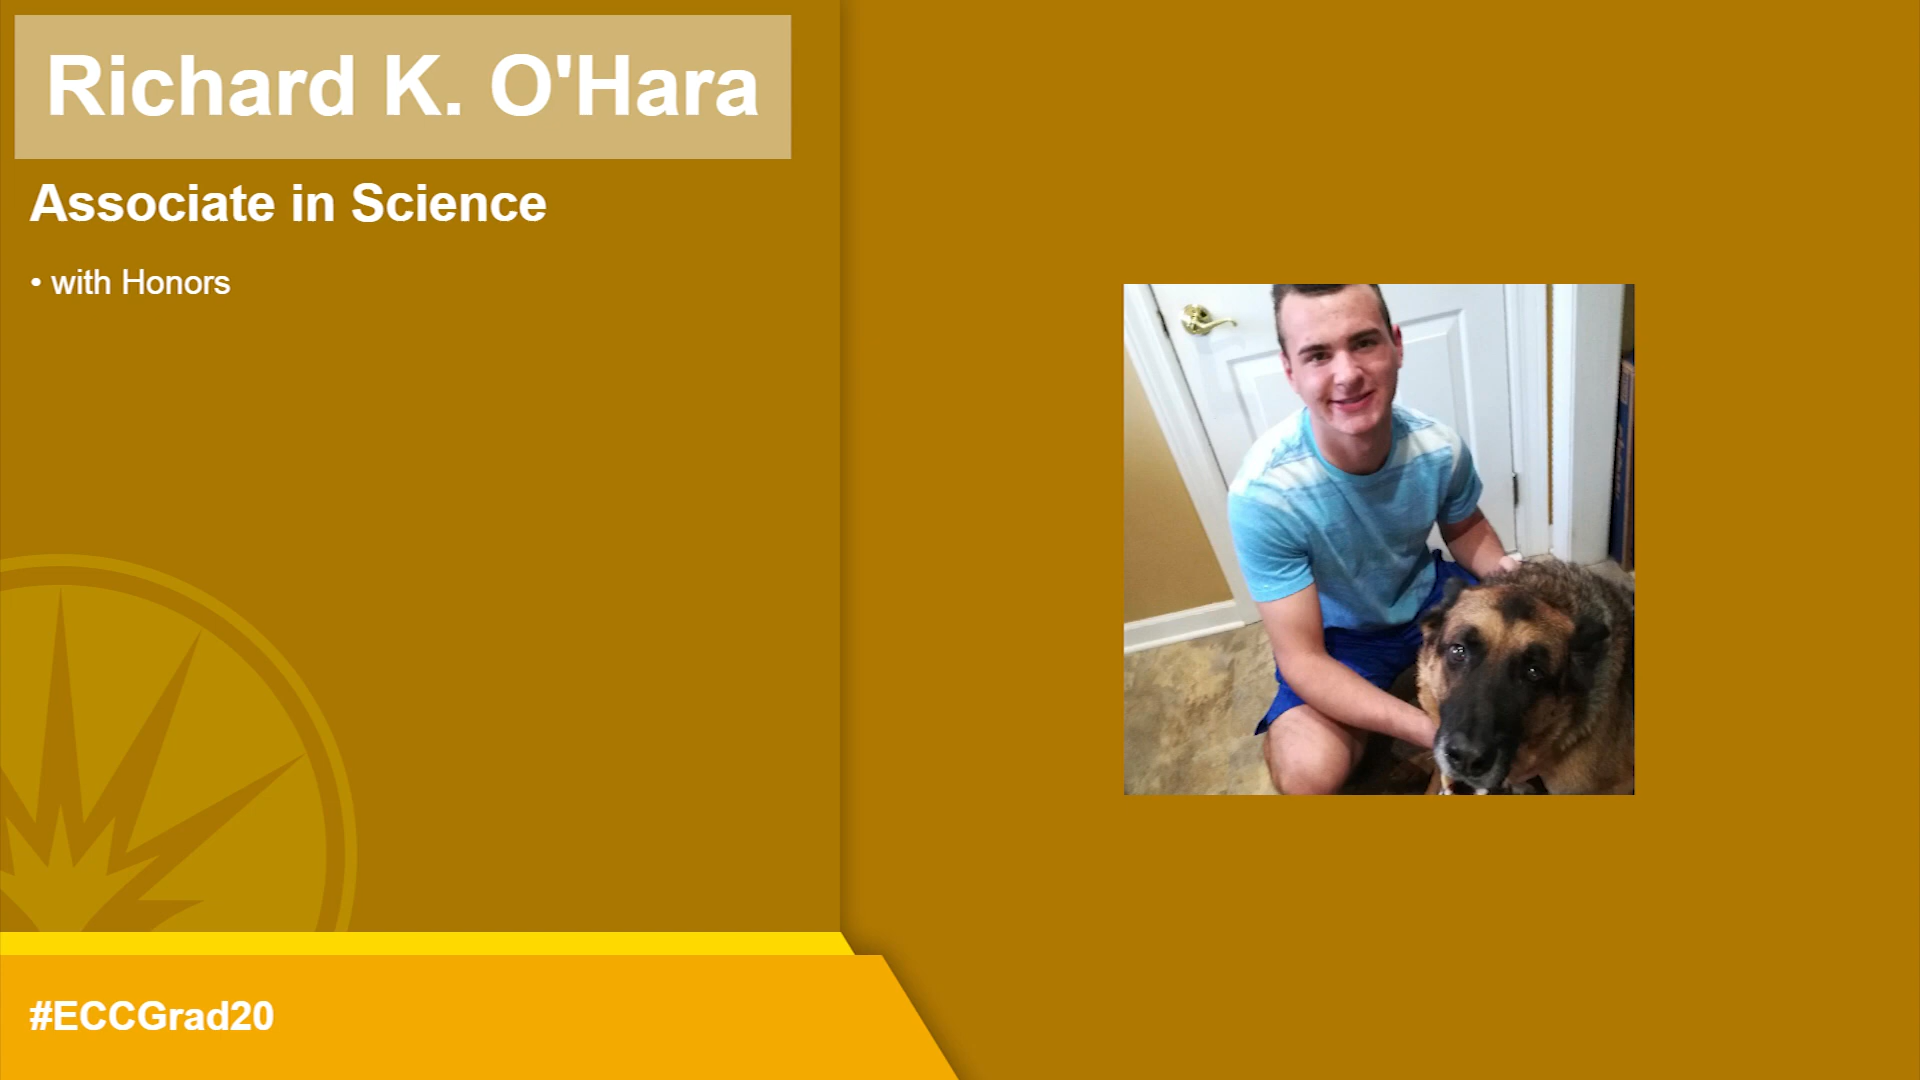 Richard K. O'Hara
Associate in Science
• with Honors
#ECCGrad20